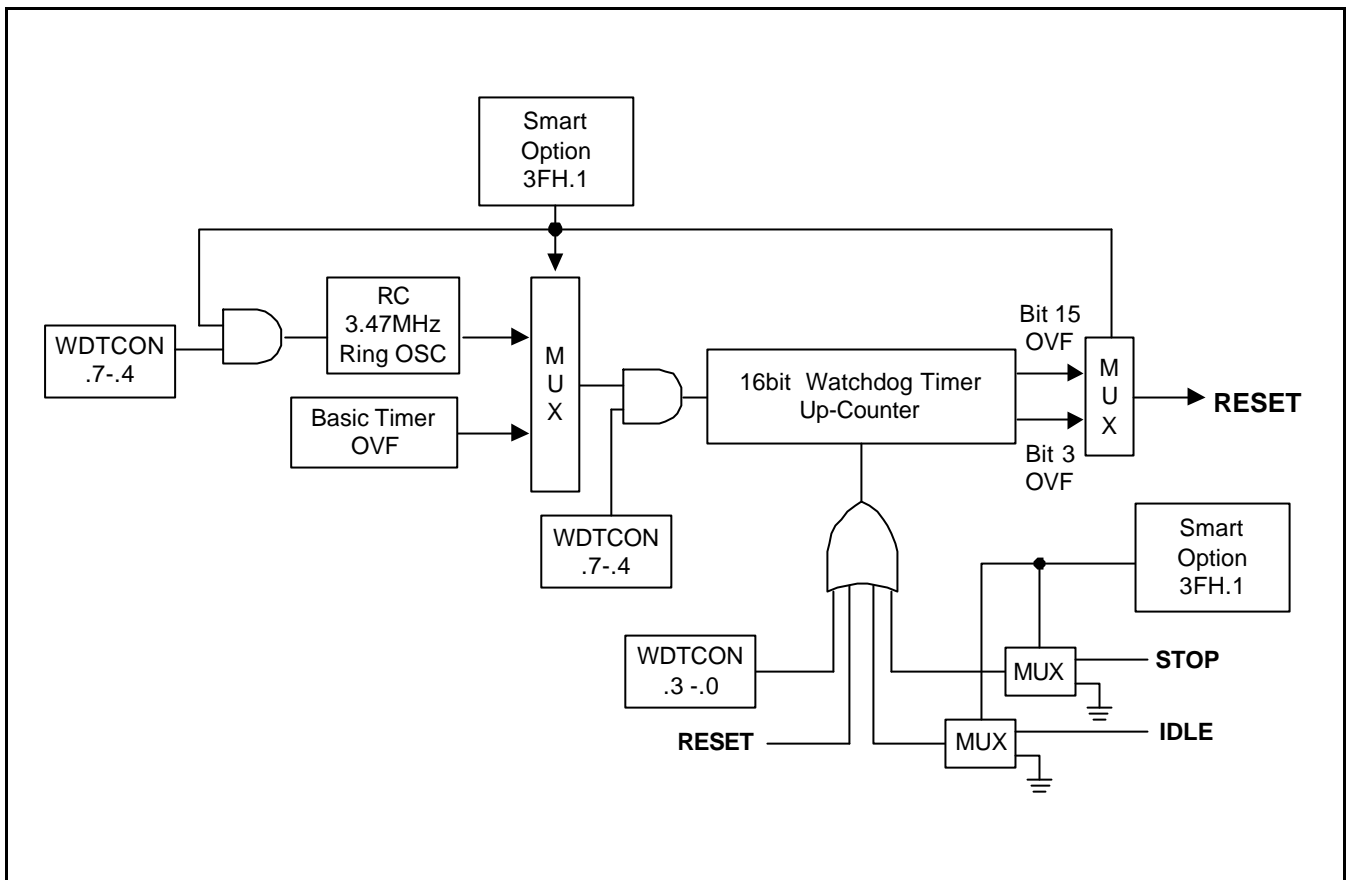 Smart
Option
3FH.1
RC
3.47MHz
Ring OSC
WDTCON
.7-.4
Basic Timer
OVF
M
U
X
WDTCON
.7-.4
16bit Watchdog Timer
Up-Counter
Bit 15
OVF
Bit 3
OVF
M
U
X
RESET
Smart
Option
3FH.1
WDTCON
.3 -.0
RESET
MUX
STOP
MUX
IDLE